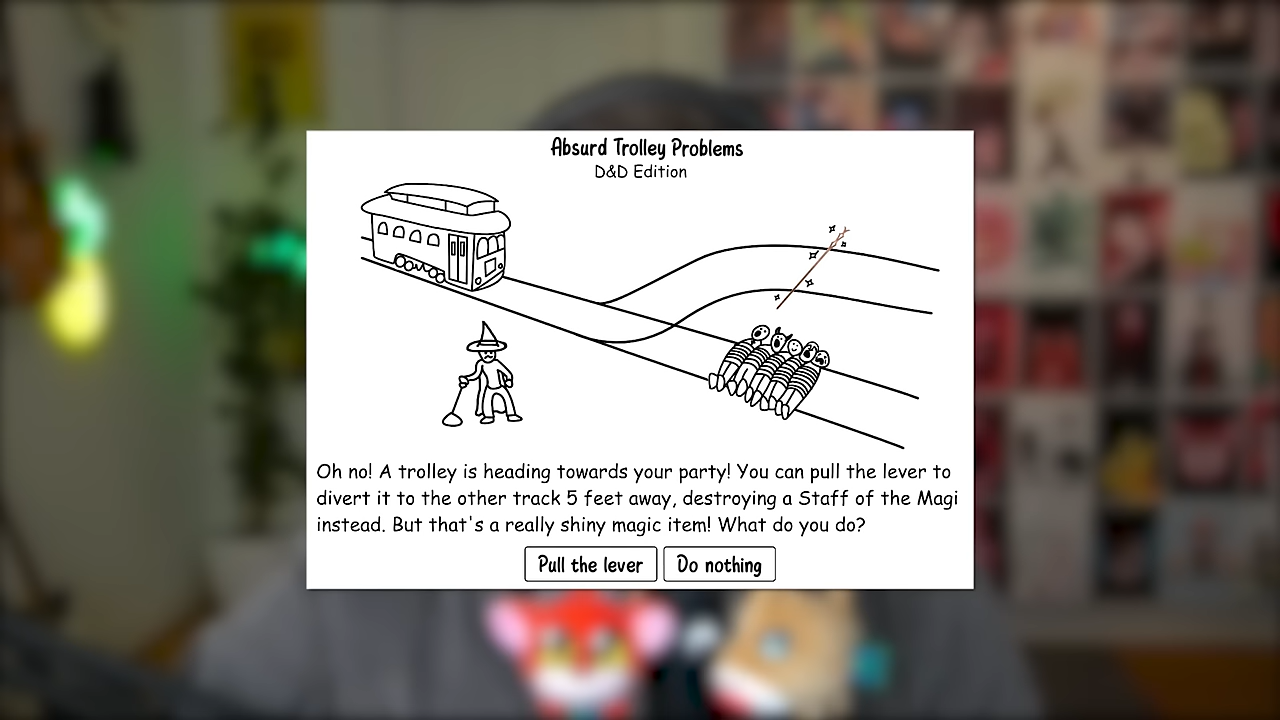 Absurd Trolley Problems
D&D Edition
Oh no! A trolley is heading towards your party! You can pull the lever to
divert it to the other track 5 feet away, destroying a Staff of the Magi
instead. But that's a really shiny magic item! What do you do?
Pull the lever
Do nothing